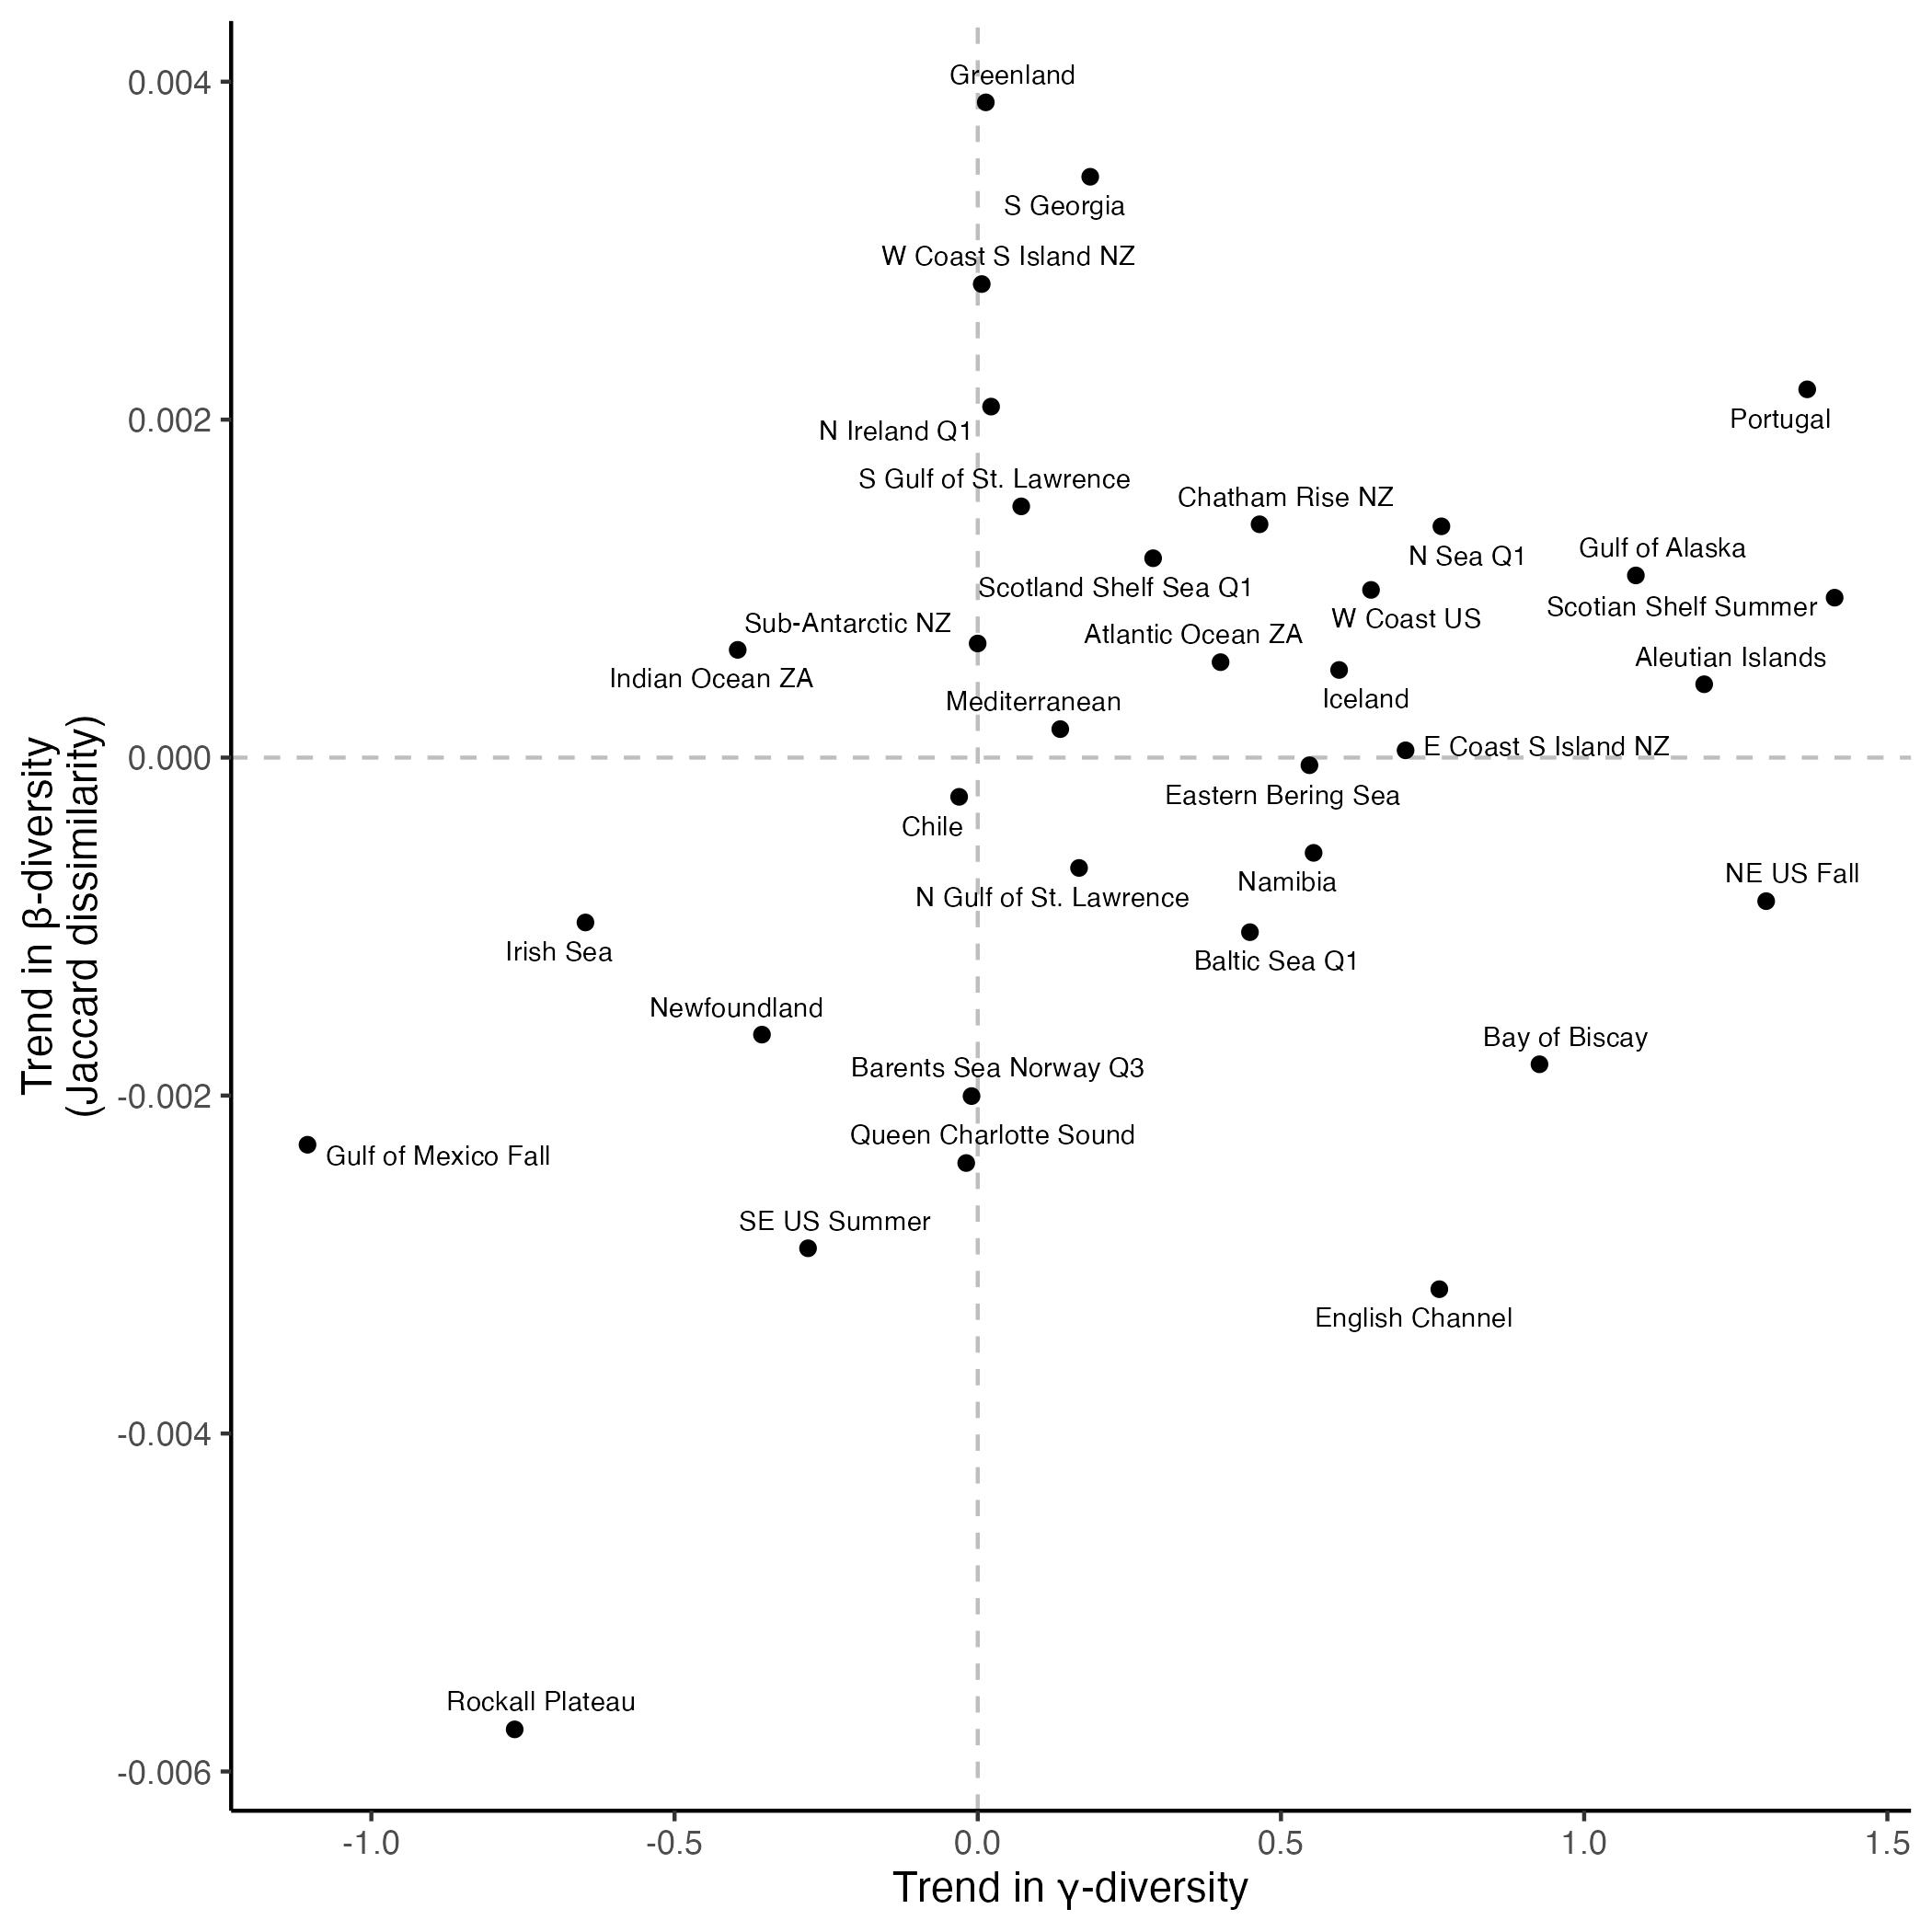 0.004
0.002
0.000
-0.002
-0.004
-0.006
Trend in β-diversity
(Jaccard dissimilarity)
Greenland
S Georgia
W Coast S Island NZ
Portugal
N Ireland Q1
S Gulf of St. Lawrence
Chatham Rise NZ
N Sea Q1
Gulf of Alaska
Scotland Shelf Sea Q1
Scotian Shelf Summer
W Coast US
Sub-Antarctic NZ
Atlantic Ocean ZA
Aleutian Islands
Indian Ocean ZA
Iceland
Mediterranean
E Coast S Island NZ
Eastern Bering Sea
Chile
NE US Fall
Namibia
N Gulf of St. Lawrence
Irish Sea
Baltic Sea Q1
Newfoundland
Bay of Biscay
Barents Sea Norway Q3
Queen Charlotte Sound
Gulf of Mexico Fall
SE US Summer
English Channel
Rockall Plateau
-1.0
-0.5
0.0
0.5
1.0
1.5
Trend in γ-diversity